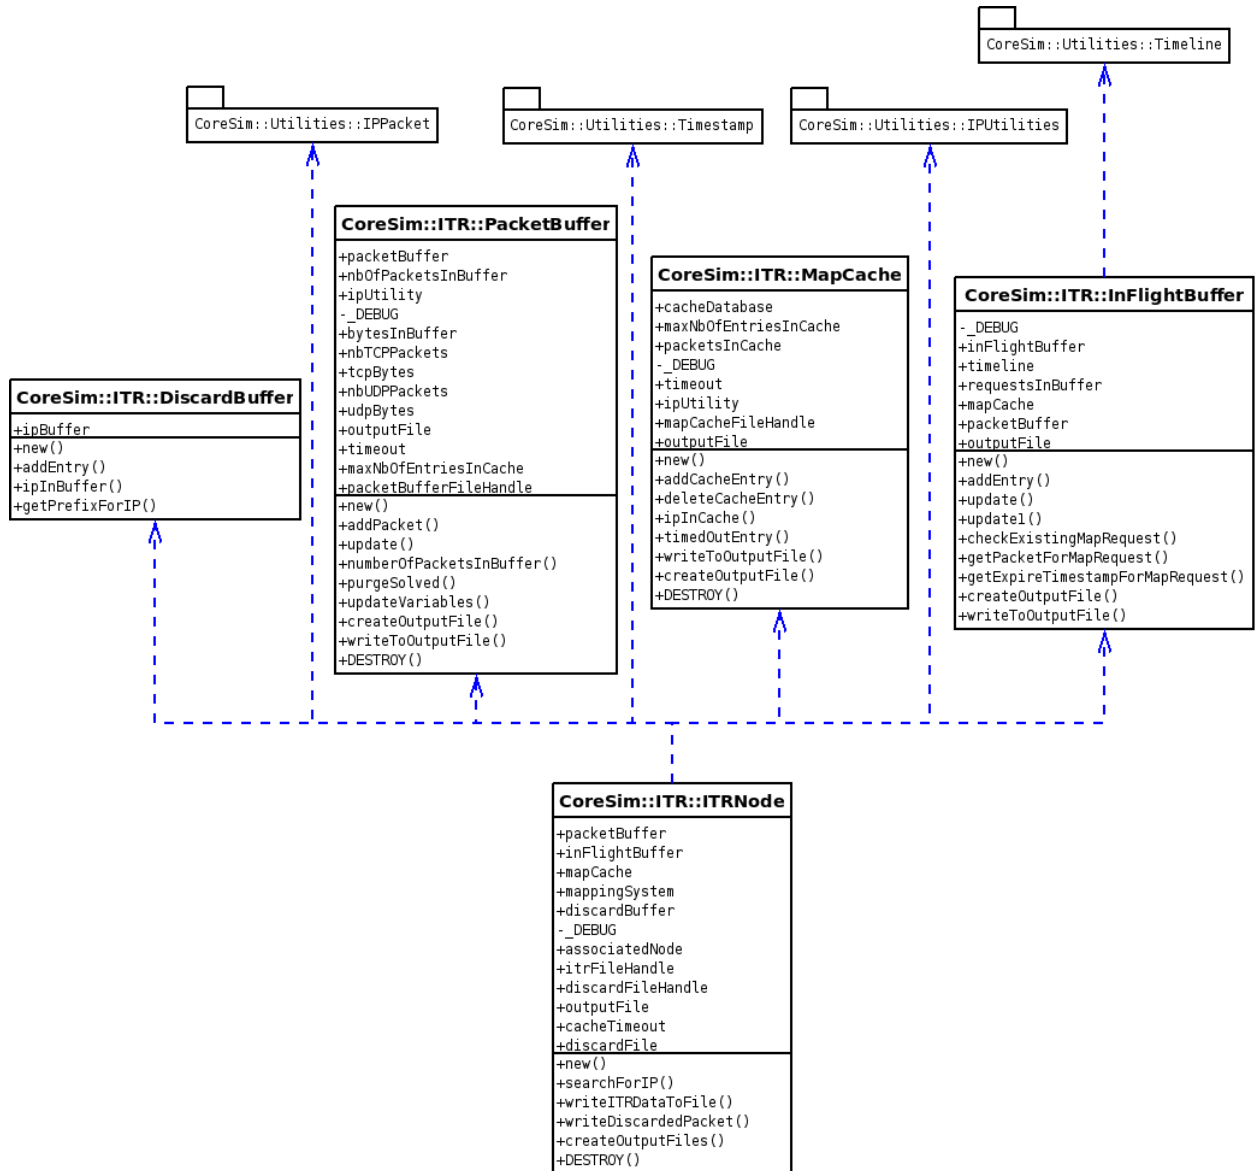 CoreSim::Utilities::Timeline
CoreSim::Utilities::IPPacket
CoreSim::Utilities::Timestamp
CoreSim::Utilities::IPUtilities
CoreSim::ITR::DiscardBuffer
+ipBuffer
+new()
+addEntry()
+ipInBuffer()
+getPrefixForIP()
CoreSim::ITR::PacketBuffer
+packetBuffer
+nbOfPacketsInBuffer
+ipUtility
-_DEBUG
+bytesInBuffer
+nbTCPPackets
+tcpBytes
+nbUDPPackets
+udpBytes
+outputFile
+timeout
+maxNbOfEntriesInCache
+packetBufferFileHandle
+new()
+addPacket()
+update()
+numberOfPacketsInBuffer()
+purgeSolved()
+updateVariables()
+createOutputFile()
+writeToOutputFile()
+DESTROY()
CoreSim::ITR::MapCache
+cacheDatabase
+maxNbOfEntriesInCache
+packetsInCache
-_DEBUG
+timeout
+ipUtility
+mapCacheFileHandle
+outputFile
+new()
+addCacheEntry()
+deleteCacheEntry()
+ipInCache()
+timedOutEntry()
+writeToOutputFile()
+createOutputFile()
+DESTROY()
CoreSim::ITR::InFlightBuffer
-_DEBUG
+inFlightBuffer
+timeline
+requestsInBuffer
+mapCache
+packetBuffer
+outputFile
+new()
+addEntry()
+update()
+update1()
+checkExistingMapRequest()
+getPacketForMapRequest()
+getExpireTimestampForMapRequest()
+createOutputFile()
+writeToOutputFile()
CoreSim::ITR::ITRNode
+packetBuffer
+inFlightBuffer
+mapCache
+mappingSystem
+discardBuffer
-_DEBUG
+associatedNode
+itrFileHandle
+discardFileHandle
+outputFile
+cacheTimeout
+discardFile
+new()
+searchForIP()
+writeITRDataToFile()
+writeDiscardedPacket()
+createOutputFiles()
+DESTROY()